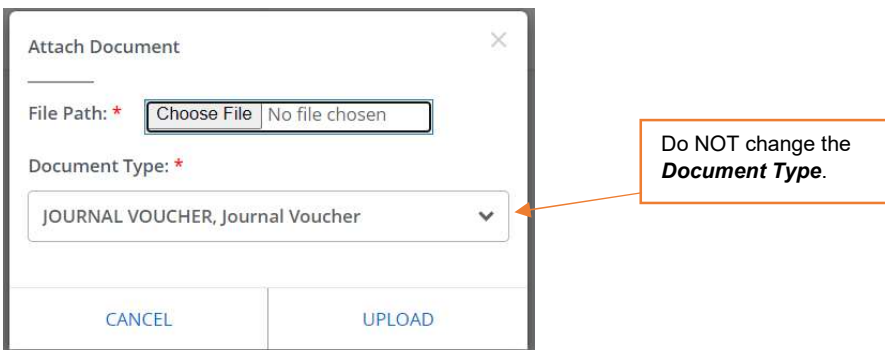 Attach Document
File Path: *
Choose File No file chosen
Document Type: *
JOURNAL VOUCHER, Journal Voucher
CANCEL
UPLOAD
Do NOT change the
Document Type.